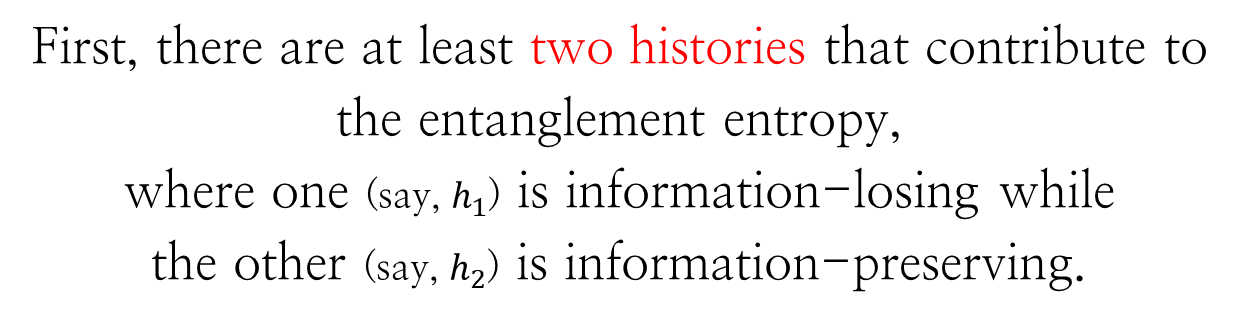 First, there are at least two histories that contribute to
the entanglement entropy,
where one (say, h₁) is information-losing while
the other (say, h₂) is information-preserving.